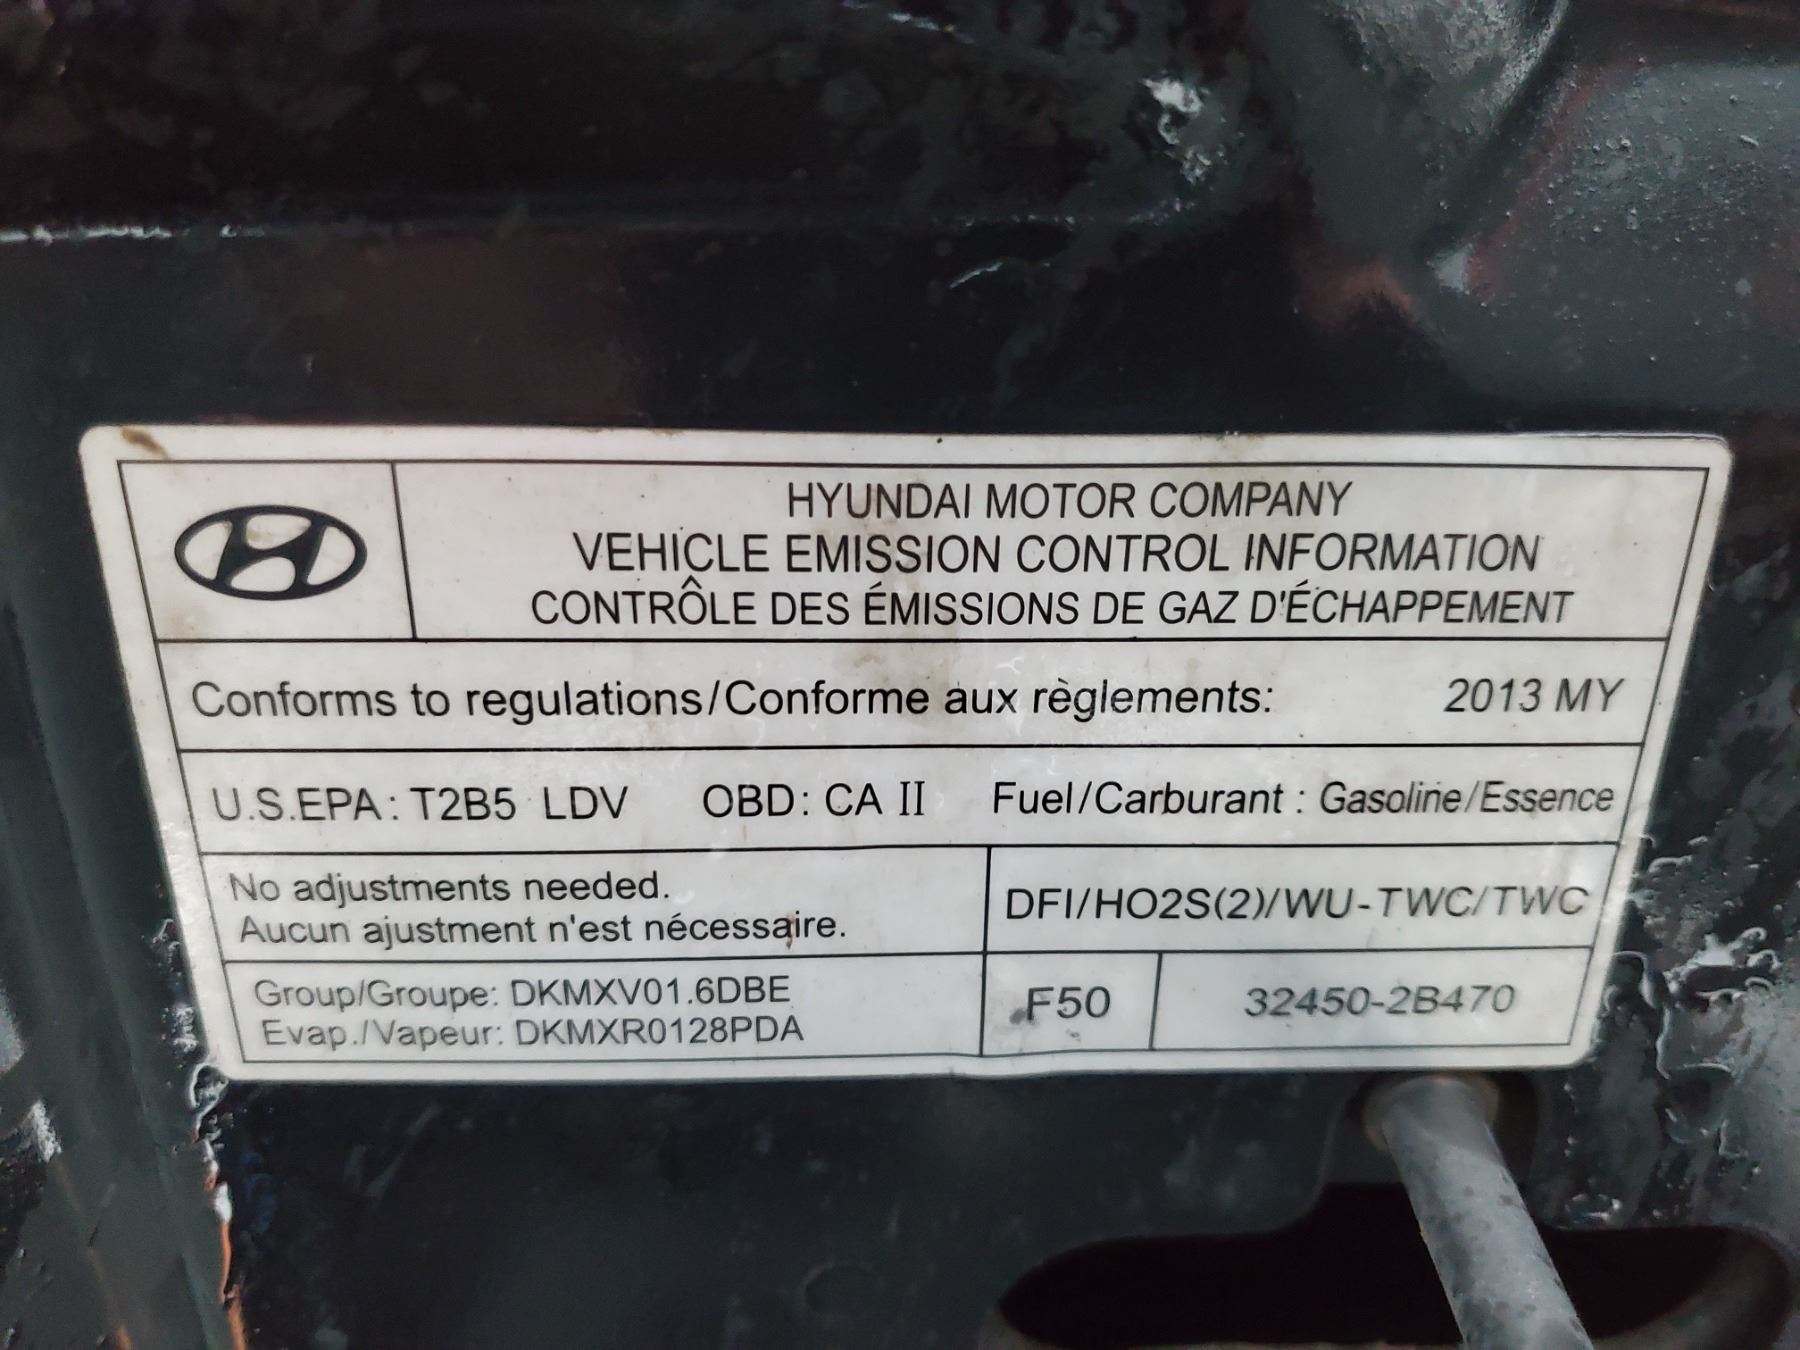 HYUNDAI MOTOR COMPANY
VEHICLE EMISSION CONTROL INFORMATION
CONTRÔLE DES ÉMISSIONS DE GAZ D'ÉCHAPPEMENT
Conforms to regulations/Conforme aux règlements: 2013 MY
U.S.EPA: T2B5 LDV OBD: CA II Fuel/Carburant : Gasoline/Essence
No adjustments needed.
Aucun ajustment n'est nécessaire.
DFI/HO2S(2)/WU-TWC/TWC
Group/Groupe: DKMXV01.6DBE
Evap./Vapeur: DKMXR0128PDA
F50
32450-2B470